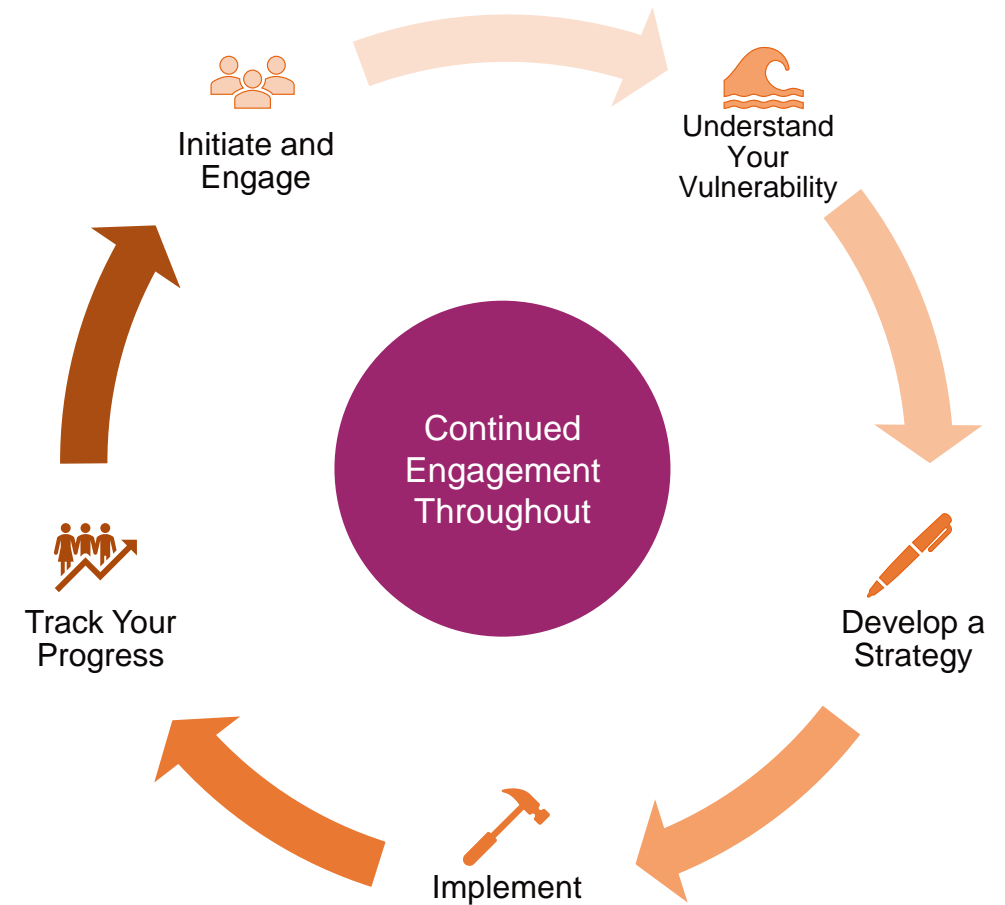 Initiate and
Engage
Understand
Your
Vulnerability
Continued
Engagement
Throughout
Develop a
Strategy
Implement
Track Your
Progress